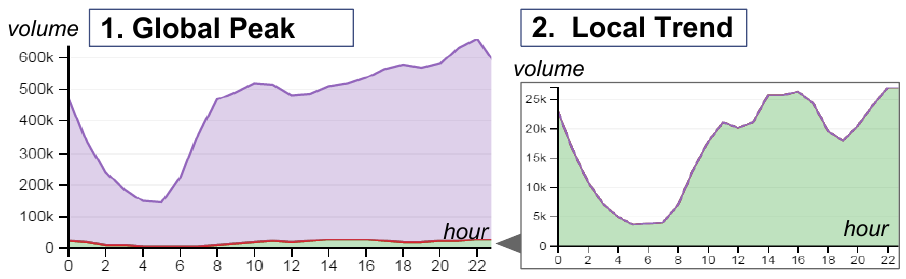 1. Global Peak
volume
600k
500k
400k
300k
200k
100k
0
hour
0 2 4 6 8 10 12 14 16 18 20 22
2. Local Trend
volume
25k
20k
15k
10k
5k
0
hour
0 2 4 6 8 10 12 14 16 18 20 22